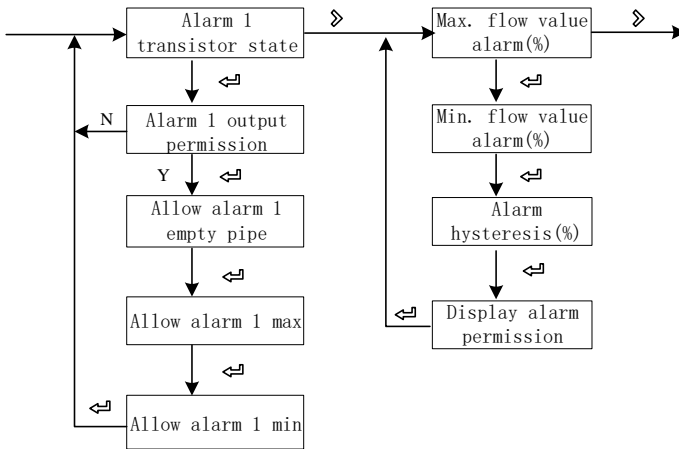 Alarm 1
transistor state
Max. flow value
alarm(%)
N
Alarm 1 output
permission
Min. flow value
alarm(%)
Y
Allow alarm 1
empty pipe
Alarm
hysteresis(%)
Allow alarm 1 max
Display alarm
permission
Allow alarm 1 min